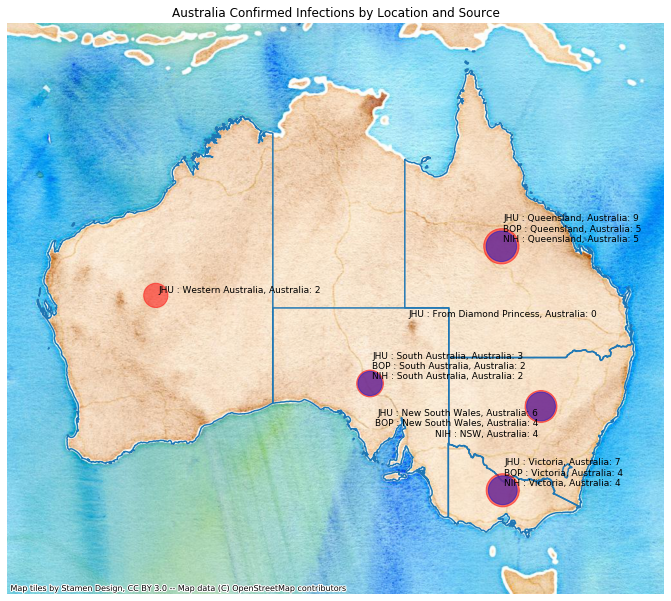 Australia Confirmed Infections by Location and Source
JHU : Queensland, Australia: 9
BOP : Queensland, Australia: 5
NIH : Queensland, Australia: 5
JHU : Western Australia, Australia: 2
JHU : From Diamond Princess, Australia: 0
JHU : South Australia, Australia: 3
BOP : South Australia, Australia: 2
NIH : South Australia, Australia: 2
JHU : New South Wales, Australia: 6
BOP : New South Wales, Australia: 4
NIH : NSW, Australia: 4
JHU : Victoria, Australia: 7
BOP : Victoria, Australia: 4
NIH : Victoria, Australia: 4
Map tiles by Stamen Design, CC BY 3.0 -- Map data (C) OpenStreetMap contributors